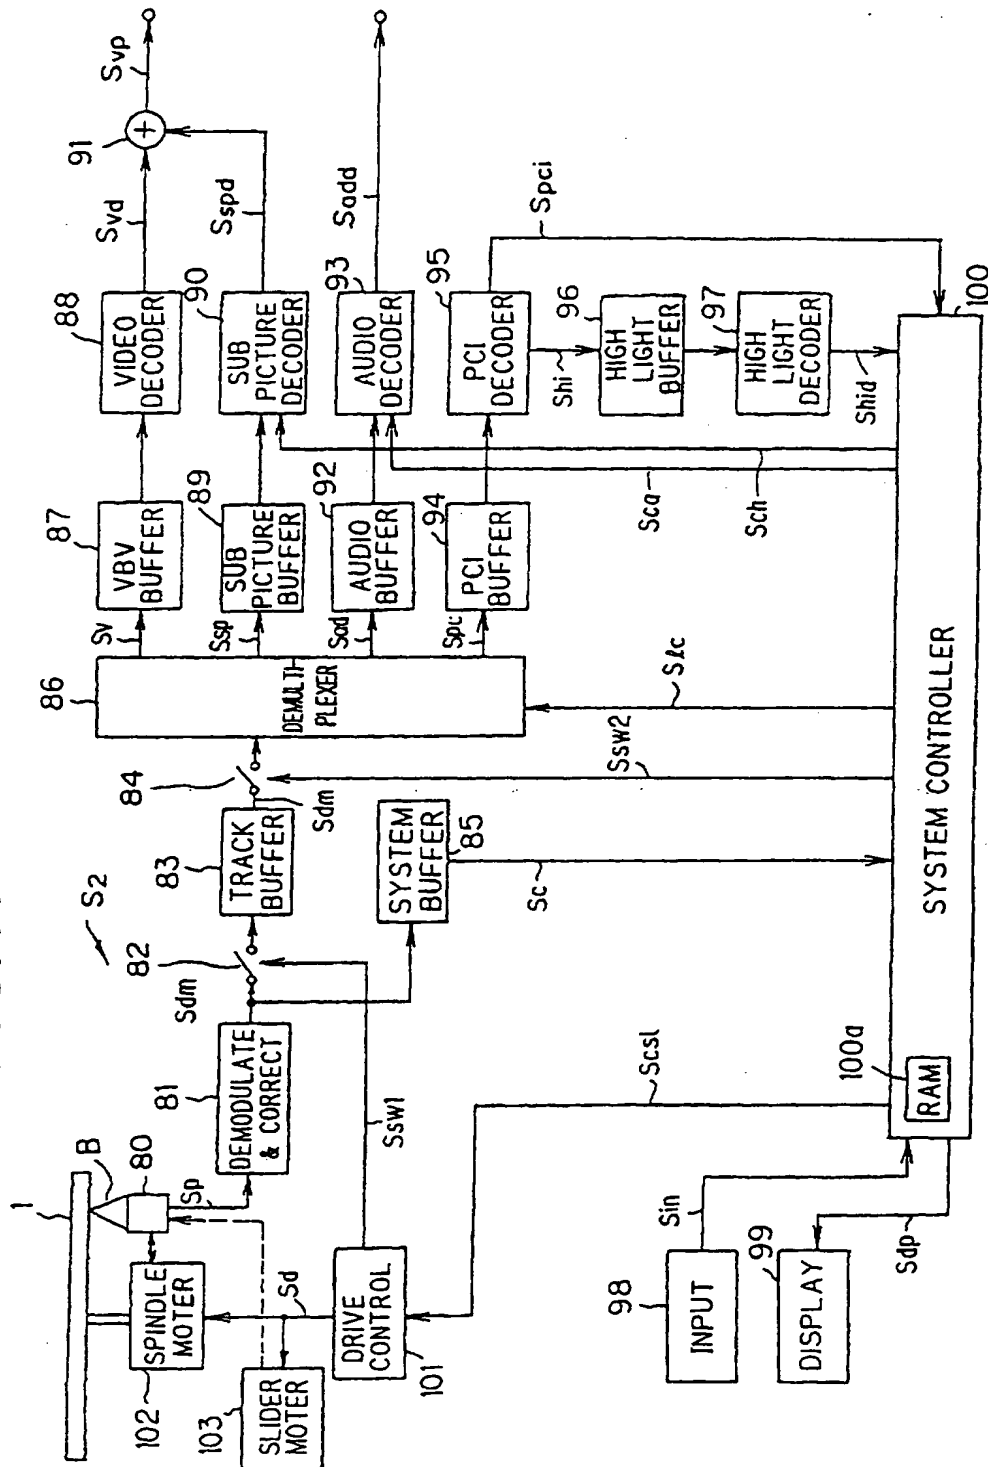 S2
1
B
80
Sp
SPINDLE
MOTER
102
SLIDER
MOTER
103
Sd
DRIVE
CONTROL
101
Ssw1
Scsl
81
DEMODULATE
& CORRECT
Sdm
82
83
TRACK
BUFFER
Sdm
84
SYSTEM
BUFFER
85
Sc
Ssw2
Slc
86
DEMULTI-
PLEXER
Sv
87
VBV
BUFFER
88
VIDEO
DECODER
Svd
91
+
Svp
Ssp
89
SUB
PICTURE
BUFFER
90
SUB
PICTURE
DECODER
Sspd
Sad
92
AUDIO
BUFFER
93
AUDIO
DECODER
Sadd
Spc
94
PCI
BUFFER
95
PCI
DECODER
Spci
Shi
96
HIGH
LIGHT
BUFFER
97
HIGH
LIGHT
DECODER
Shid
Sca
Sch
98
INPUT
Sin
99
DISPLAY
Sdp
100a
RAM
SYSTEM CONTROLLER
100